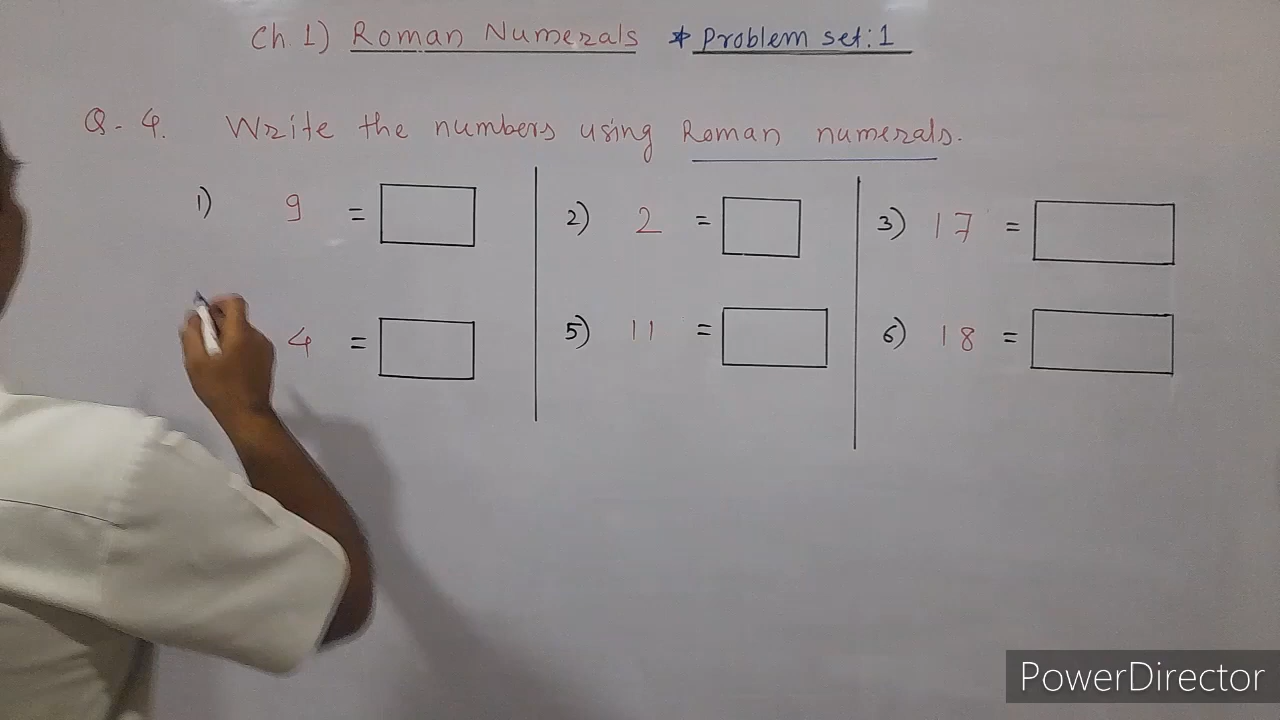 Ch. 1) Roman Numerals * Problem set: 1
Q-4. Write the numbers using Roman numerals.
1) 9 = 2) 2 = 3) 17 =
4 = 5) 11 = 6) 18 =
PowerDirector